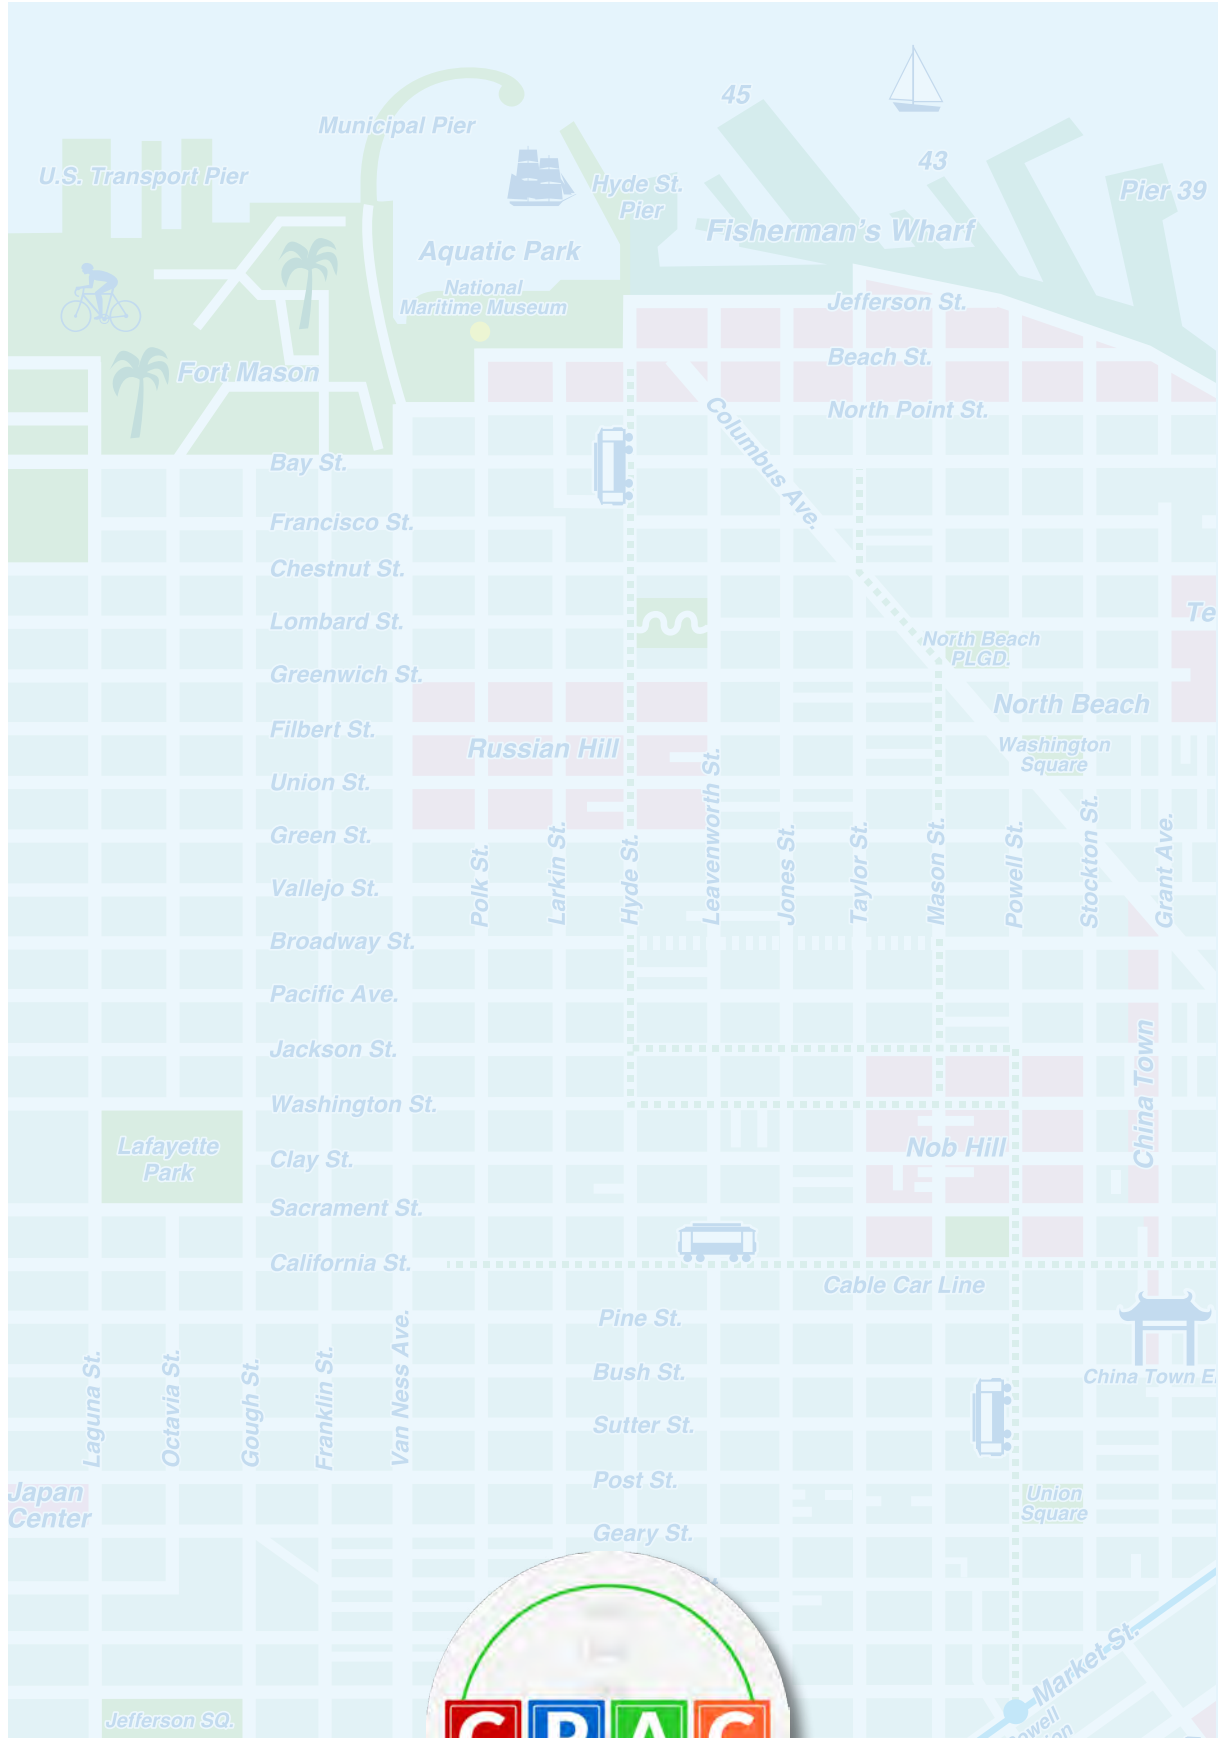 45
Municipal Pier
43
U.S. Transport Pier
Hyde St.
Pier
Pier 39
Fisherman's Wharf
Aquatic Park
National
Maritime Museum
Jefferson St.
Beach St.
Fort Mason
North Point St.
Columbus Ave.
Bay St.
Francisco St.
Chestnut St.
Lombard St.
Te
North Beach
PLGD.
Greenwich St.
North Beach
Filbert St.
Russian Hill
Washington
Square
Union St.
Green St.
Polk St.
Larkin St.
Hyde St.
Leavenworth St.
Jones St.
Taylor St.
Mason St.
Powell St.
Stockton St.
Grant Ave.
Vallejo St.
Broadway St.
Pacific Ave.
Jackson St.
China Town
Washington St.
Lafayette
Park
Nob Hill
Clay St.
Sacrament St.
California St.
Cable Car Line
Pine St.
Laguna St.
Octavia St.
Gough St.
Franklin St.
Van Ness Ave.
Bush St.
China Town E
Sutter St.
Post St.
Japan
Center
Union
Square
Geary St.
Market St.
Jefferson SQ.